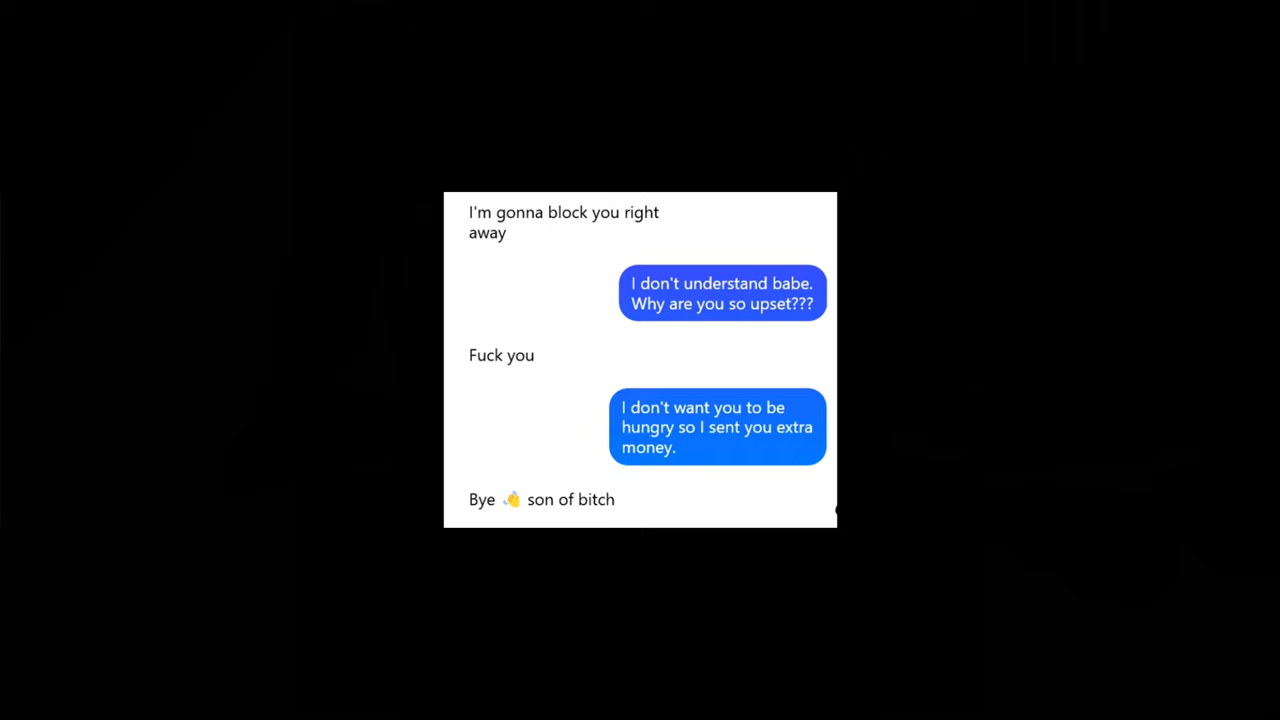 I'm gonna block you right
away
I don't understand babe.
Why are you so upset???
Fuck you
I don't want you to be
hungry so I sent you extra
money.
Bye 👋 son of bitch